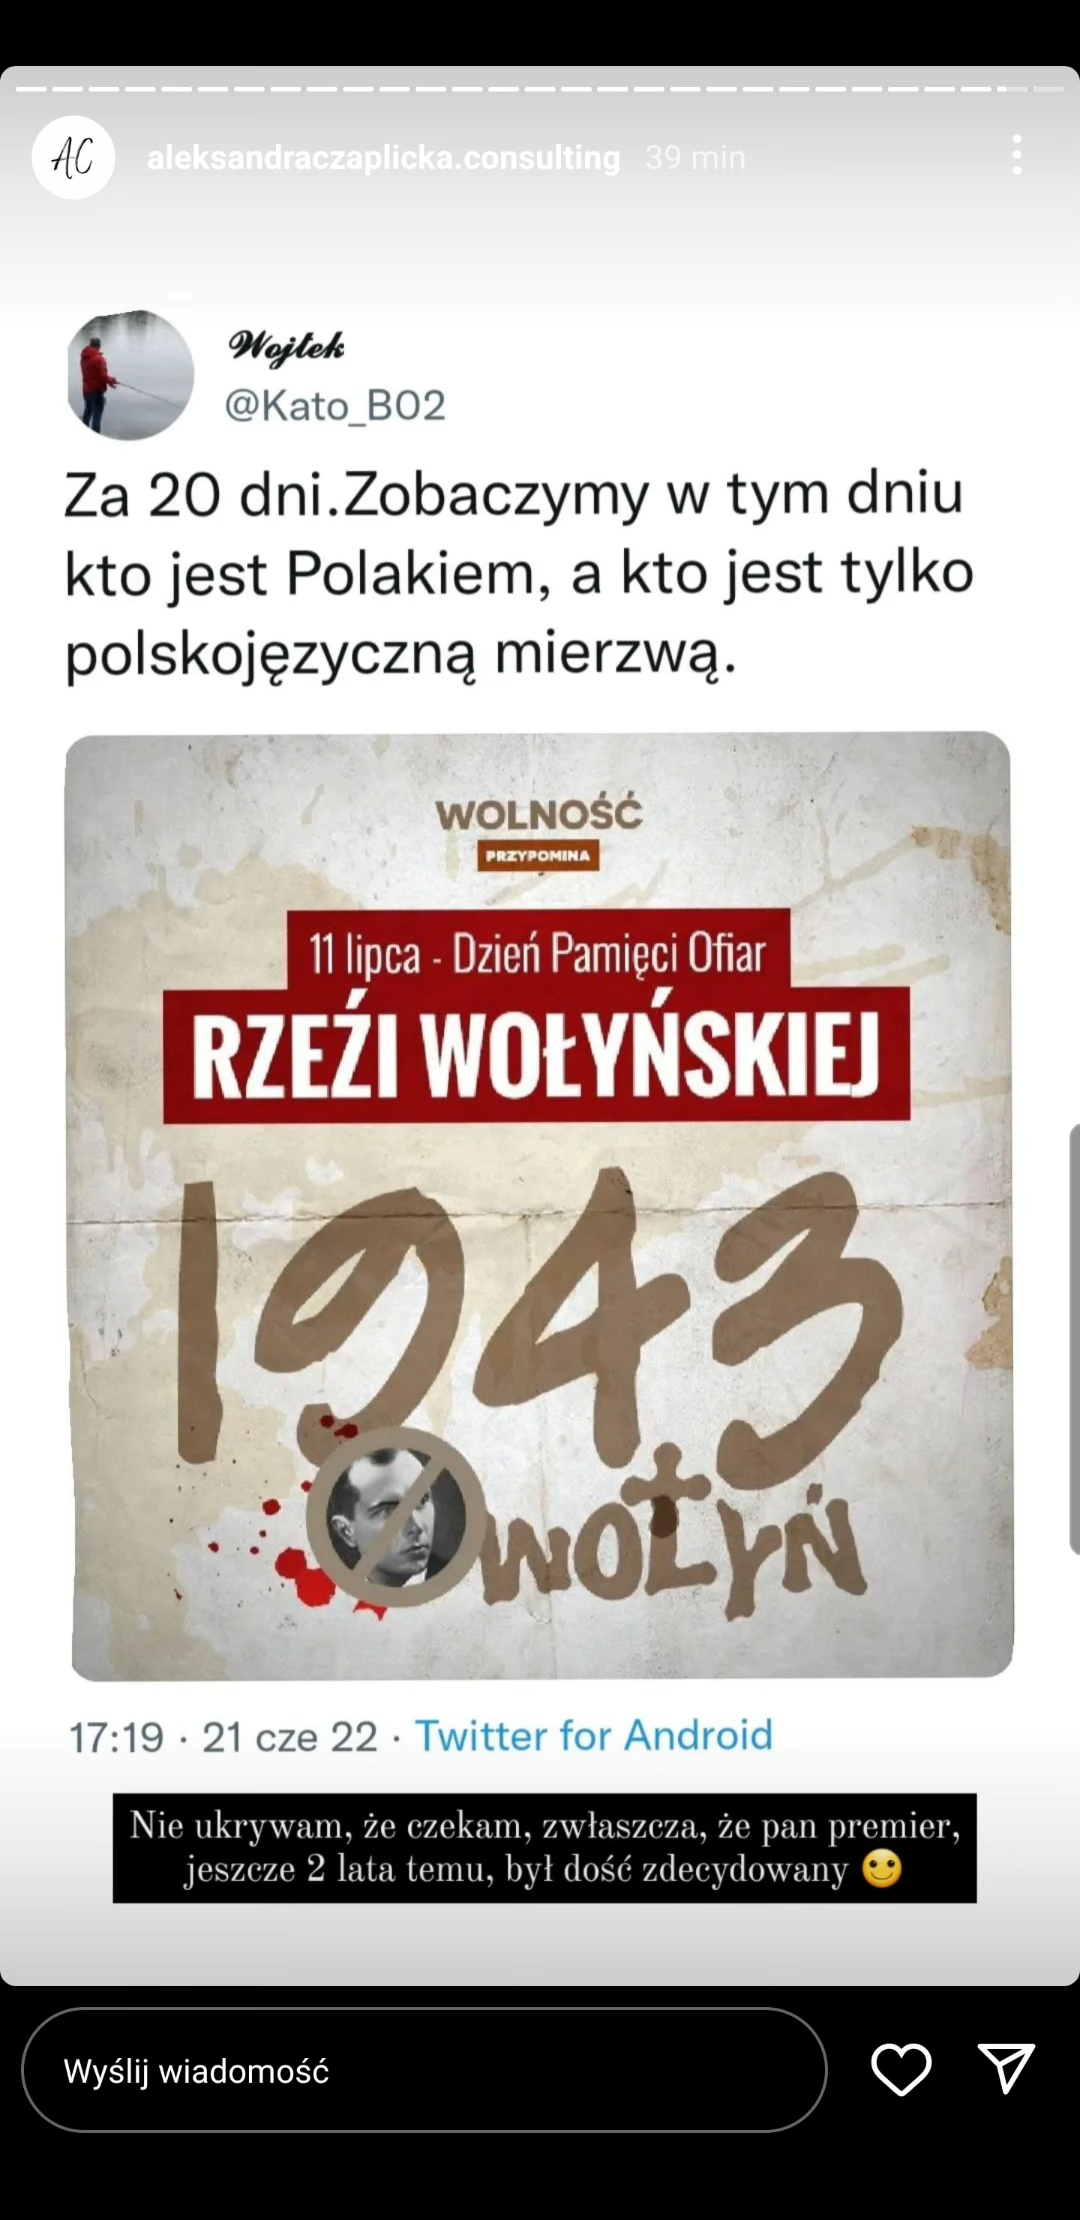 AC
aleksandraczaplicka.consulting 39 min
Wojtek
@Kato_B02
Za 20 dni.Zobaczymy w tym dniu
kto jest Polakiem, a kto jest tylko
polskojęzyczną mierzwą.
WOLNOŚĆ
PRZYPOMINA
11 lipca - Dzień Pamięci Ofiar
RZEŹI WOŁYŃSKIEJ
1943
WOŁYŃ
17:19 · 21 cze 22 · Twitter for Android
Nie ukrywam, że czekam, zwłaszcza, że pan premier,
jeszcze 2 lata temu, był dość zdecydowany 🙂
Wyślij wiadomość